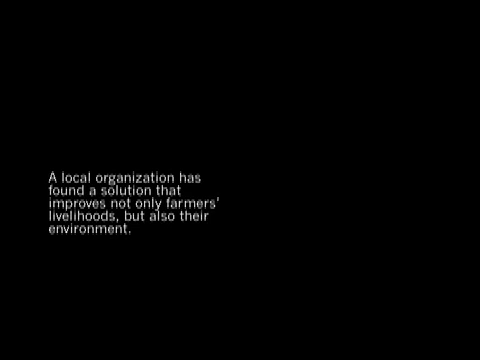 A local organization has
found a solution that
improves not only farmers'
livelihoods, but also their
environment.